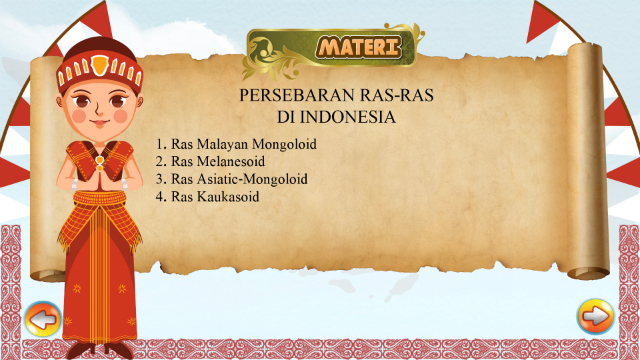 MATERI
PERSEBARAN RAS-RAS
DI INDONESIA
1. Ras Malayan Mongoloid
2. Ras Melanesoid
3. Ras Asiatic-Mongoloid
4. Ras Kaukasoid